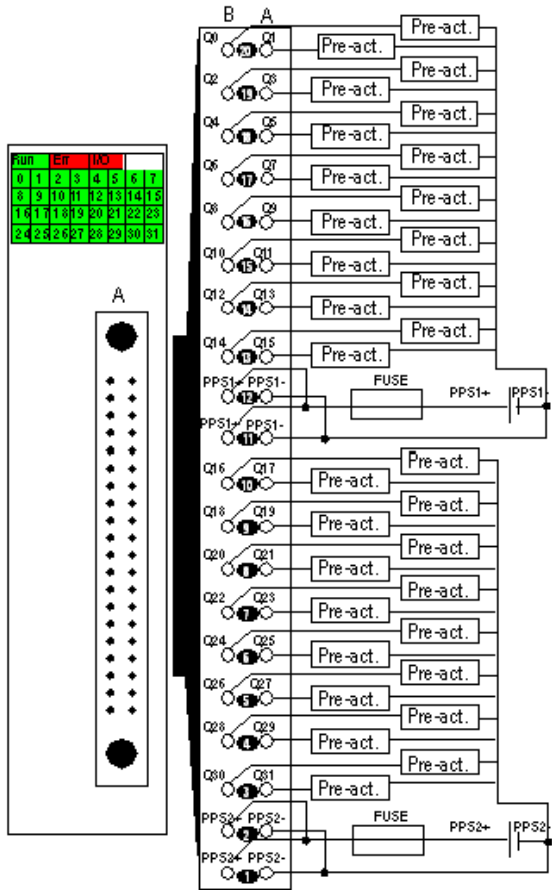 B A
Q0 Q1 Pre-act.
20 Pre-act.
Q2 Q3 Pre-act.
19 Pre-act.
Q4 Q5 Pre-act.
18 Pre-act.
Q6 Q7 Pre-act.
17 Pre-act.
Q8 Q9 Pre-act.
Pre-act.
Q10 Q11 Pre-act.
15 Pre-act.
Q12 Q13 Pre-act.
14 Pre-act.
Q14 Q15 Pre-act.
13 Pre-act.
PPS1+ PPS1- FUSE PPS1+ PPS1-
12
PPS1+ PPS1-
11
Q16 Q17 Pre-act.
10 Pre-act.
Q18 Q19 Pre-act.
9 Pre-act.
Q20 Q21 Pre-act.
8 Pre-act.
Q22 Q23 Pre-act.
7 Pre-act.
Q24 Q25 Pre-act.
6 Pre-act.
Q26 Q27 Pre-act.
5 Pre-act.
Q28 Q29 Pre-act.
4 Pre-act.
Q30 Q31 Pre-act.
3 Pre-act.
PPS2+ PPS2- FUSE PPS2+ PPS2-
2
PPS2+ PPS2-
1
Run Err I/O
0 1 2 3 4 5 6 7
8 9 10 11 12 13 14 15
16 17 18 19 20 21 22 23
24 25 26 27 28 29 30 31
A